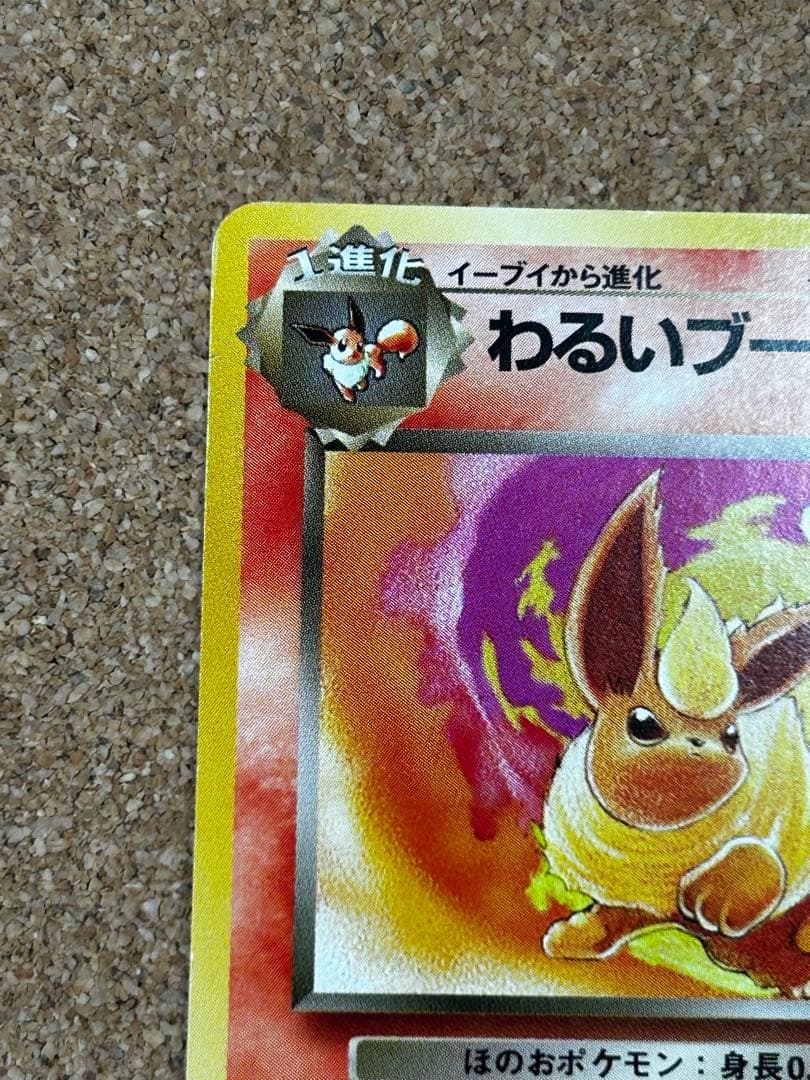 1進化
イーブイから進化
わるいブー
ほのおポケモン：身長0.